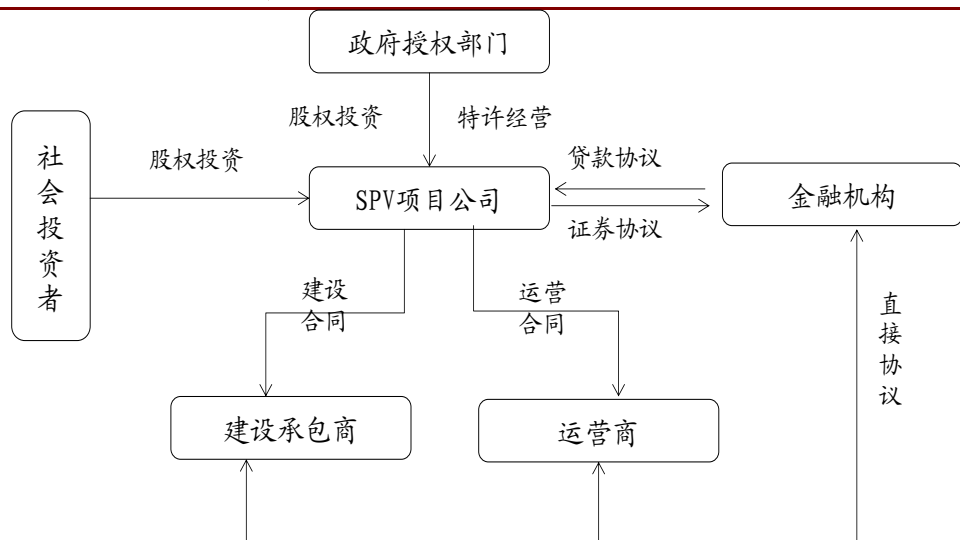 政府授权部门
股权投资
特许经营
社会投资者
股权投资
SPV项目公司
贷款协议
证券协议
金融机构
建设
合同
运营
合同
直接协议
建设承包商
运营商